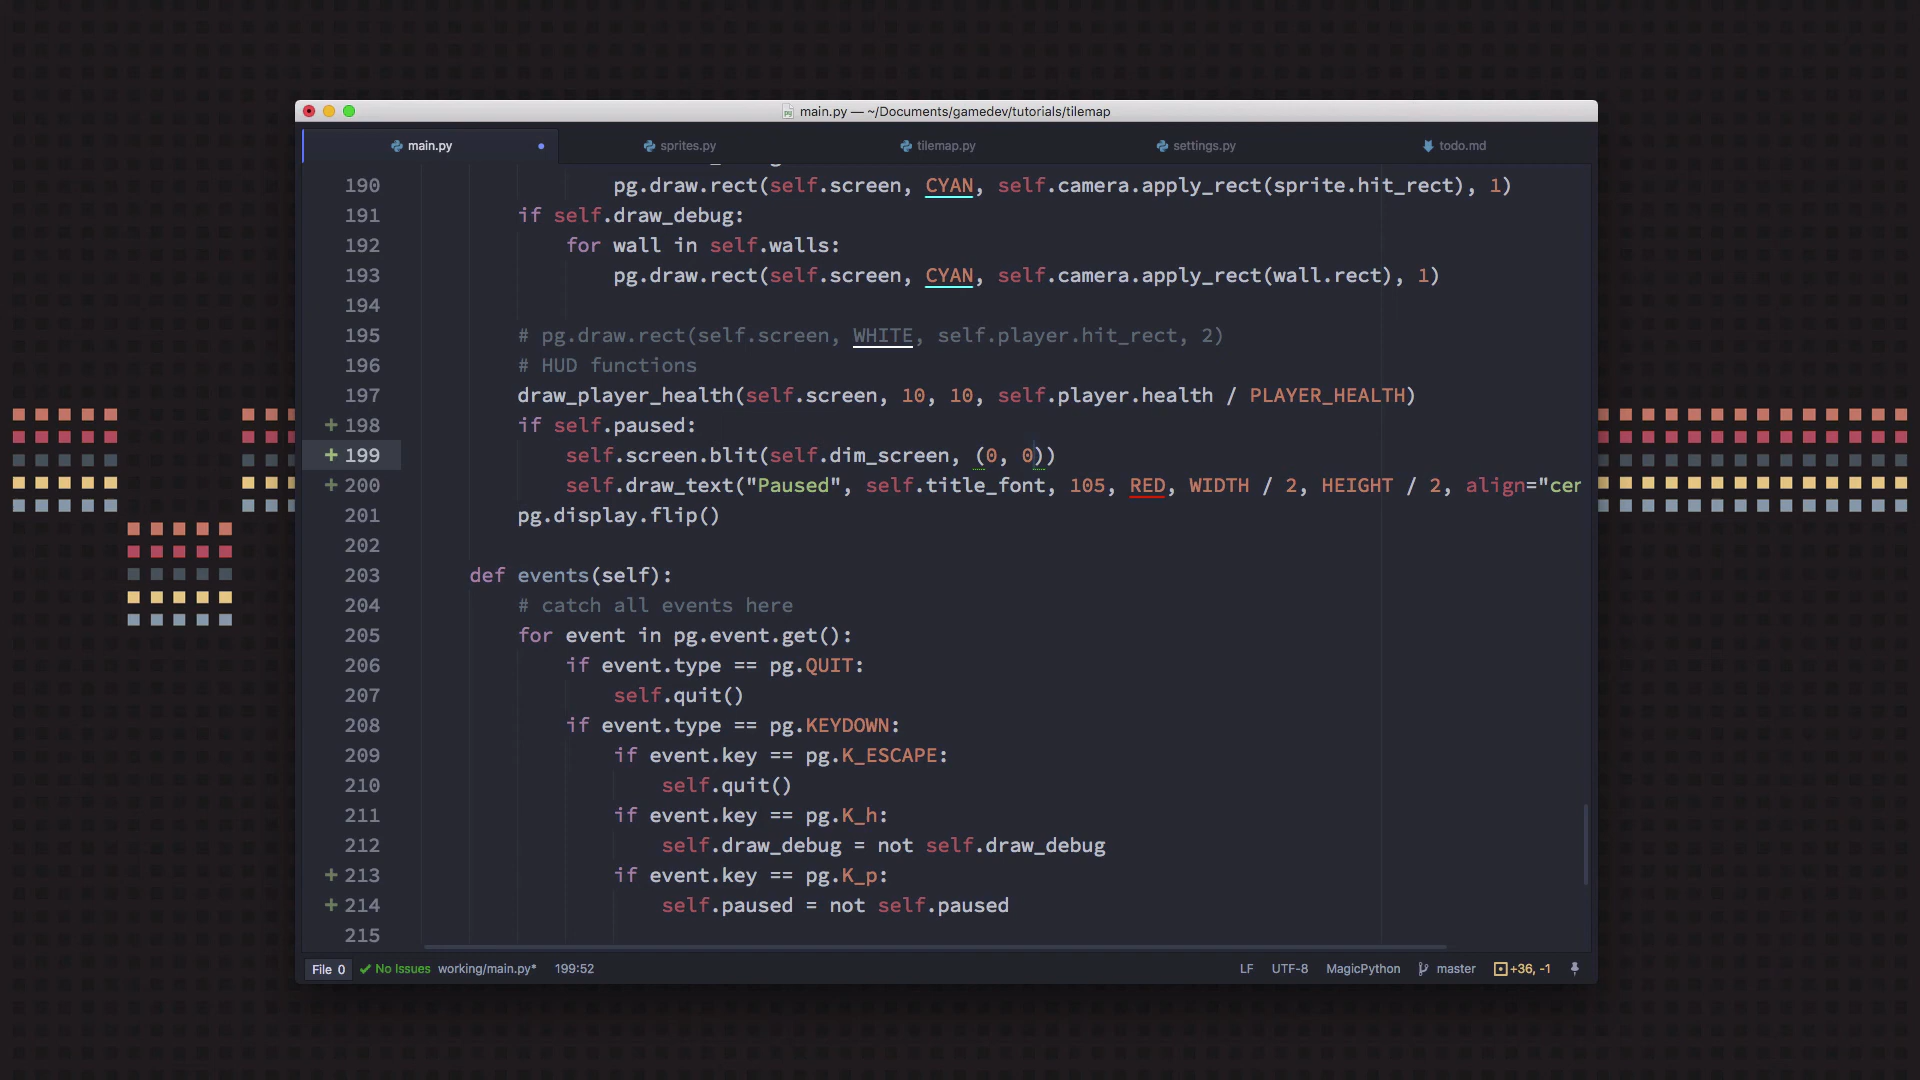 main.py — ~/Documents/gamedev/tutorials/tilemap
main.py
sprites.py
tilemap.py
settings.py
todo.md
190 pg.draw.rect(self.screen, CYAN, self.camera.apply_rect(sprite.hit_rect), 1)
191 if self.draw_debug:
192 for wall in self.walls:
193 pg.draw.rect(self.screen, CYAN, self.camera.apply_rect(wall.rect), 1)
194
195 # pg.draw.rect(self.screen, WHITE, self.player.hit_rect, 2)
196 # HUD functions
197 draw_player_health(self.screen, 10, 10, self.player.health / PLAYER_HEALTH)
+ 198 if self.paused:
+ 199 self.screen.blit(self.dim_screen, (0, 0))
+ 200 self.draw_text("Paused", self.title_font, 105, RED, WIDTH / 2, HEIGHT / 2, align="cer
201 pg.display.flip()
202
203 def events(self):
204 # catch all events here
205 for event in pg.event.get():
206 if event.type == pg.QUIT:
207 self.quit()
208 if event.type == pg.KEYDOWN:
209 if event.key == pg.K_ESCAPE:
210 self.quit()
211 if event.key == pg.K_h:
212 self.draw_debug = not self.draw_debug
+ 213 if event.key == pg.K_p:
+ 214 self.paused = not self.paused
215
File 0 No Issues working/main.py* 199:52 LF UTF-8 MagicPython master +36, -1